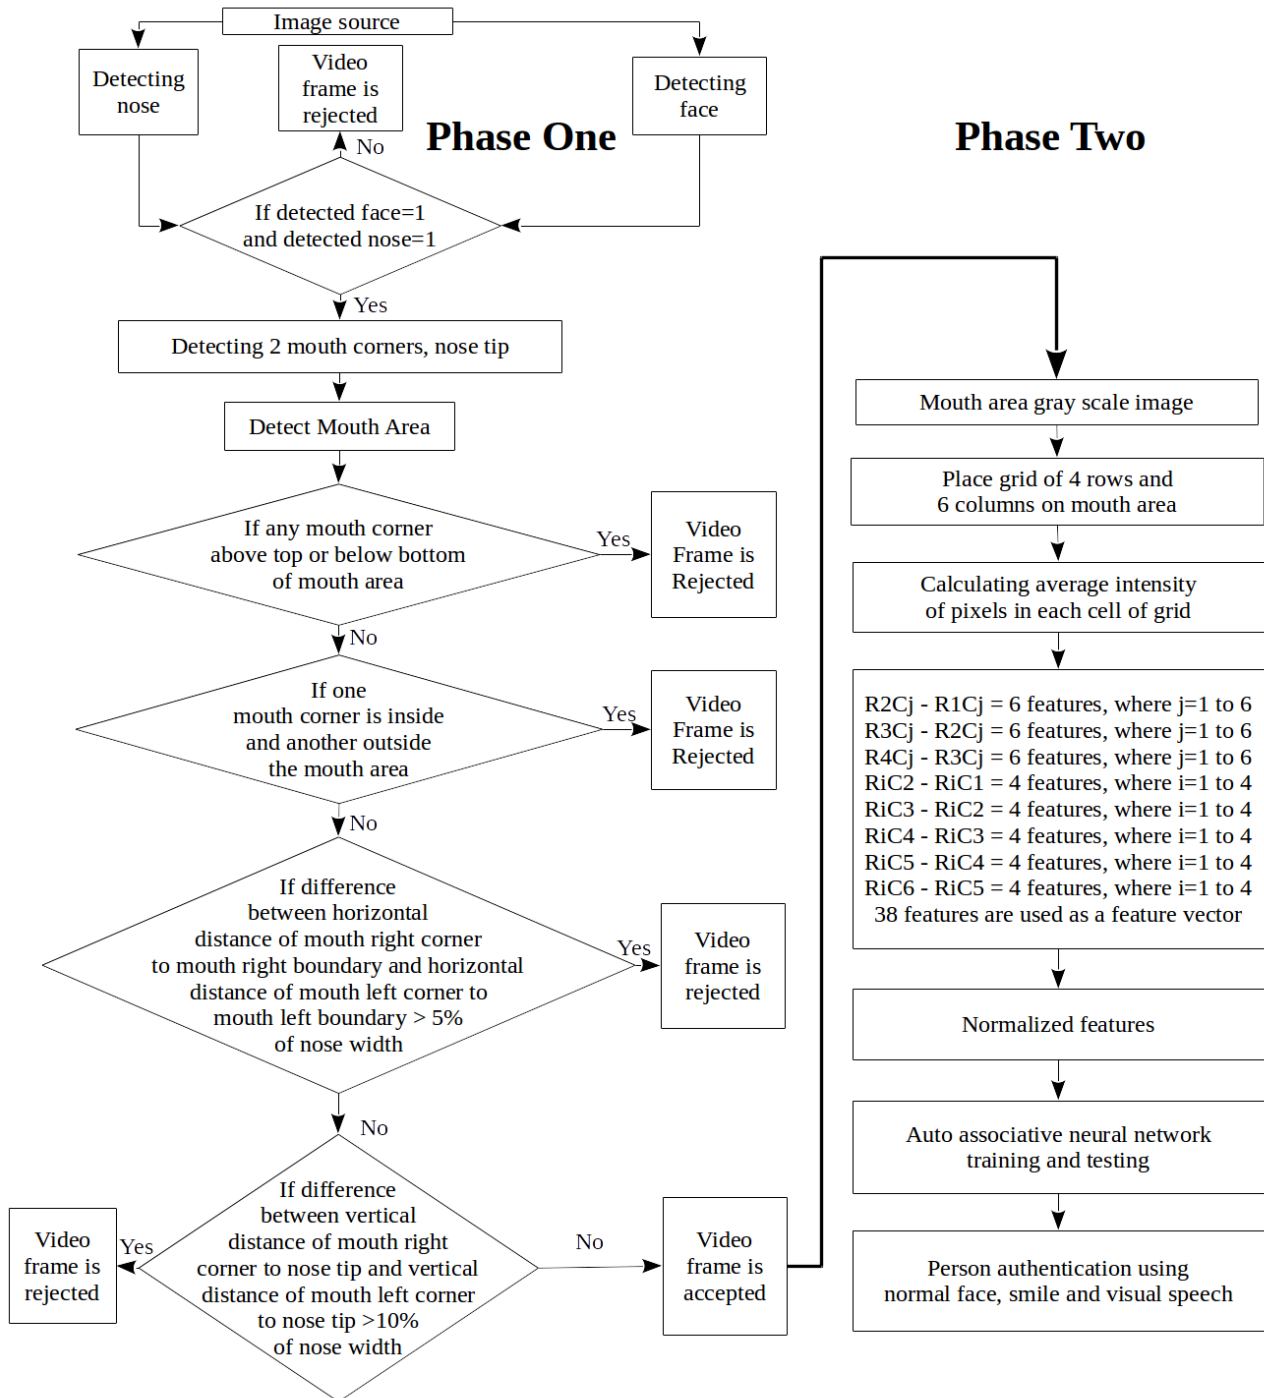 Image source
Detecting
nose
Video
frame is
rejected
Detecting
face
Phase One
Phase Two
No
If detected face=1
and detected nose=1
Yes
Detecting 2 mouth corners, nose tip
Detect Mouth Area
If any mouth corner
above top or below bottom
of mouth area
Yes
Video
Frame is
Rejected
No
If one
mouth corner is inside
and another outside
the mouth area
Yes
Video
Frame is
Rejected
No
If difference
between horizontal
distance of mouth right corner
to mouth right boundary and horizontal
distance of mouth left corner to
mouth left boundary > 5%
of nose width
Yes
Video
frame is
rejected
No
If difference
between vertical
distance of mouth right
corner to nose tip and vertical
distance of mouth left corner
to nose tip >10%
of nose width
Yes
Video
frame is
rejected
No
Video
frame is
accepted
Mouth area gray scale image
Place grid of 4 rows and
6 columns on mouth area
Calculating average intensity
of pixels in each cell of grid
R2Cj - R1Cj = 6 features, where j=1 to 6
R3Cj - R2Cj = 6 features, where j=1 to 6
R4Cj - R3Cj = 6 features, where j=1 to 6
RiC2 - RiC1 = 4 features, where i=1 to 4
RiC3 - RiC2 = 4 features, where i=1 to 4
RiC4 - RiC3 = 4 features, where i=1 to 4
RiC5 - RiC4 = 4 features, where i=1 to 4
RiC6 - RiC5 = 4 features, where i=1 to 4
38 features are used as a feature vector
Normalized features
Auto associative neural network
training and testing
Person authentication using
normal face, smile and visual speech